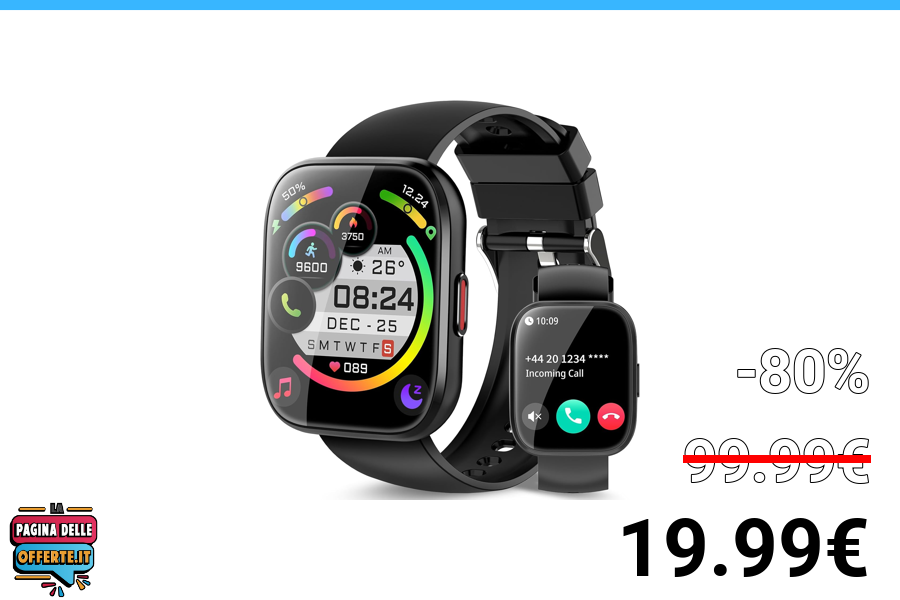 50%
12.24
3750
9600
AM
26°
08:24
DEC - 25
S M T W T F S
089
10:09
+44 20 1234 ****
Incoming Call
-80%
99.99€
19.99€
LA
PAGINA DELLE
OFFERTE.IT